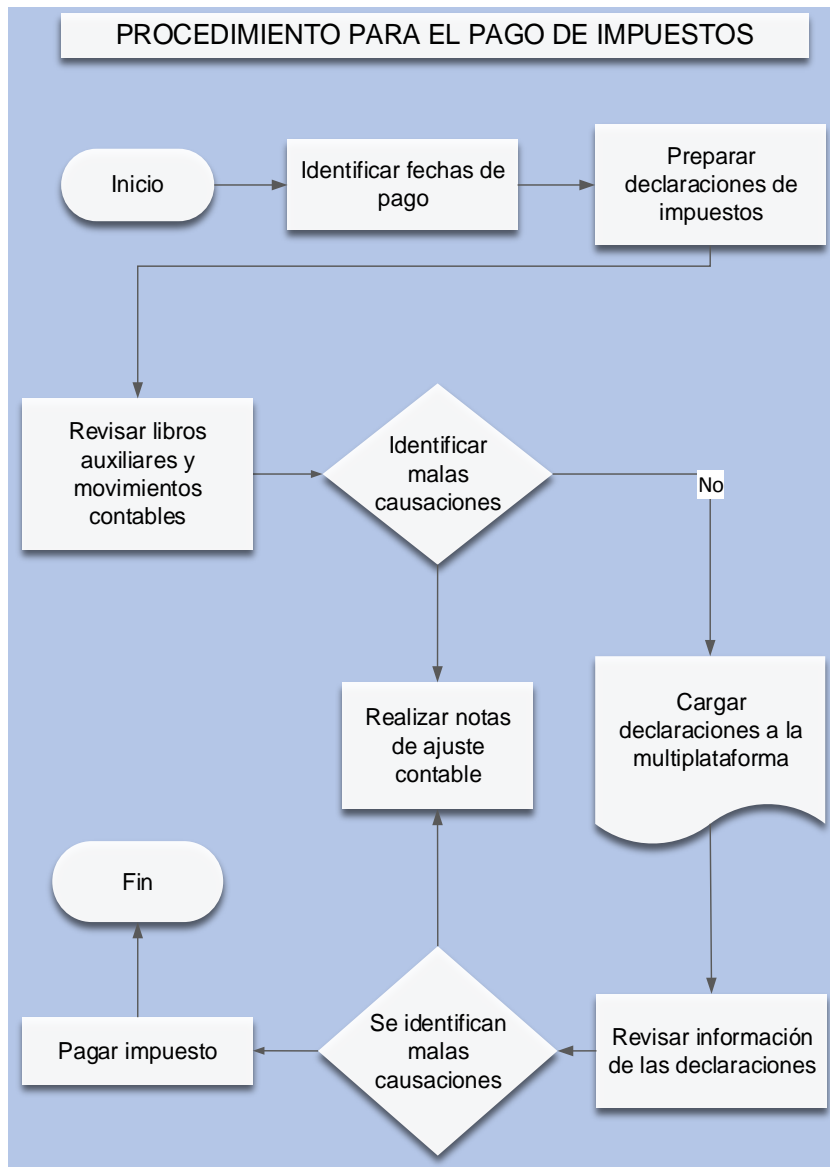 PROCEDIMIENTO PARA EL PAGO DE IMPUESTOS
Inicio
Identificar fechas de
pago
Preparar
declaraciones de
impuestos
Revisar libros
auxiliares y
movimientos
contables
Identificar
malas
causaciones
No
Realizar notas
de ajuste
contable
Cargar
declaraciones a la
multiplataforma
Revisar información
de las declaraciones
Se identifican
malas
causaciones
Pagar impuesto
Fin